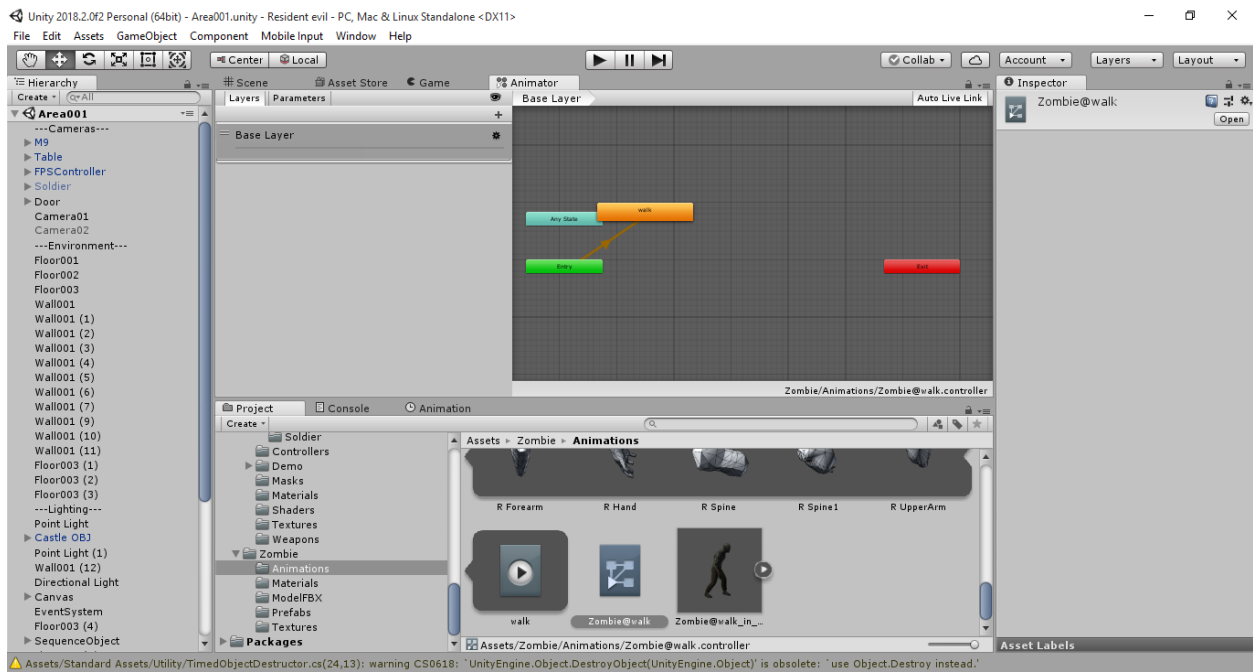 Unity 2018.2.0f2 Personal (64bit) - Area001.unity - Resident evil - PC, Mac & Linux Standalone <DX11>
File Edit Assets GameObject Component Mobile Input Window Help
Center Local Collab Account Layers Layout
Hierarchy
Create All
Area001
---Cameras---
M9
Table
FPSController
Soldier
Door
Camera01
Camera02
---Environment---
Floor001
Floor002
Floor003
Wall001
Wall001 (1)
Wall001 (2)
Wall001 (3)
Wall001 (4)
Wall001 (5)
Wall001 (6)
Wall001 (7)
Wall001 (9)
Wall001 (10)
Wall001 (11)
Floor003 (1)
Floor003 (2)
Floor003 (3)
---Lighting---
Point Light
Castle OBJ
Point Light (1)
Wall001 (12)
Directional Light
Canvas
EventSystem
Floor003 (4)
SequenceObject
Scene Asset Store Game Animator
Layers Parameters Base Layer Auto Live Link
Base Layer
walk
Any State
Entry
Exit
Zombie/Animations/Zombie@walk.controller
Project Console Animation
Create
Soldier
Controllers
Demo
Masks
Materials
Shaders
Textures
Weapons
Zombie
Animations
Materials
ModelFBX
Prefabs
Textures
Packages
Assets Zombie Animations
R Forearm R Hand R Spine R Spine1 R UpperArm
walk Zombie@walk Zombie@walk_in_...
Assets/Zombie/Animations/Zombie@walk.controller
Inspector
Zombie@walk
Open
Asset Labels
Assets/Standard Assets/Utility/TimedObjectDestructor.cs(24,13): warning CS0618: `UnityEngine.Object.DestroyObject(UnityEngine.Object)' is obsolete: `use Object.Destroy instead.'